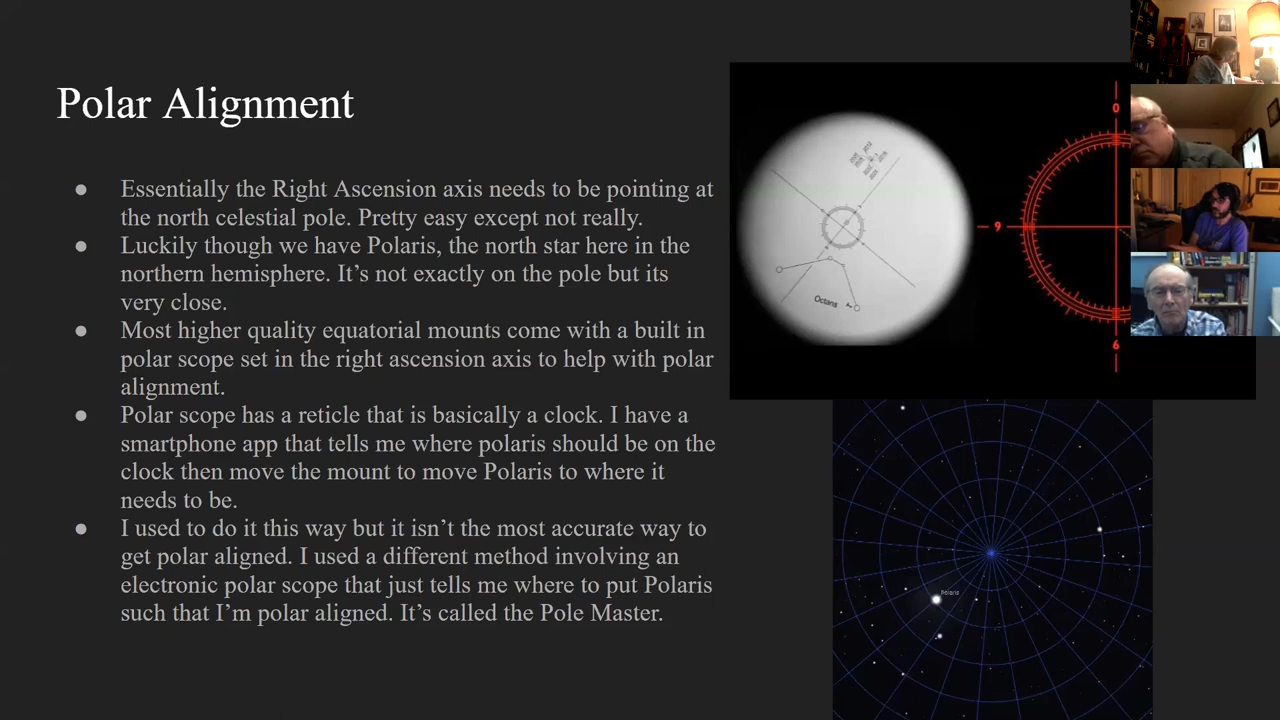 Polar Alignment
● Essentially the Right Ascension axis needs to be pointing at
the north celestial pole. Pretty easy except not really.
● Luckily though we have Polaris, the north star here in the
northern hemisphere. It’s not exactly on the pole but its
very close.
● Most higher quality equatorial mounts come with a built in
polar scope set in the right ascension axis to help with polar
alignment.
● Polar scope has a reticle that is basically a clock. I have a
smartphone app that tells me where polaris should be on the
clock then move the mount to move Polaris to where it
needs to be.
● I used to do it this way but it isn’t the most accurate way to
get polar aligned. I used a different method involving an
electronic polar scope that just tells me where to put Polaris
such that I’m polar aligned. It’s called the Pole Master.
Octans
0
9
6
Polaris